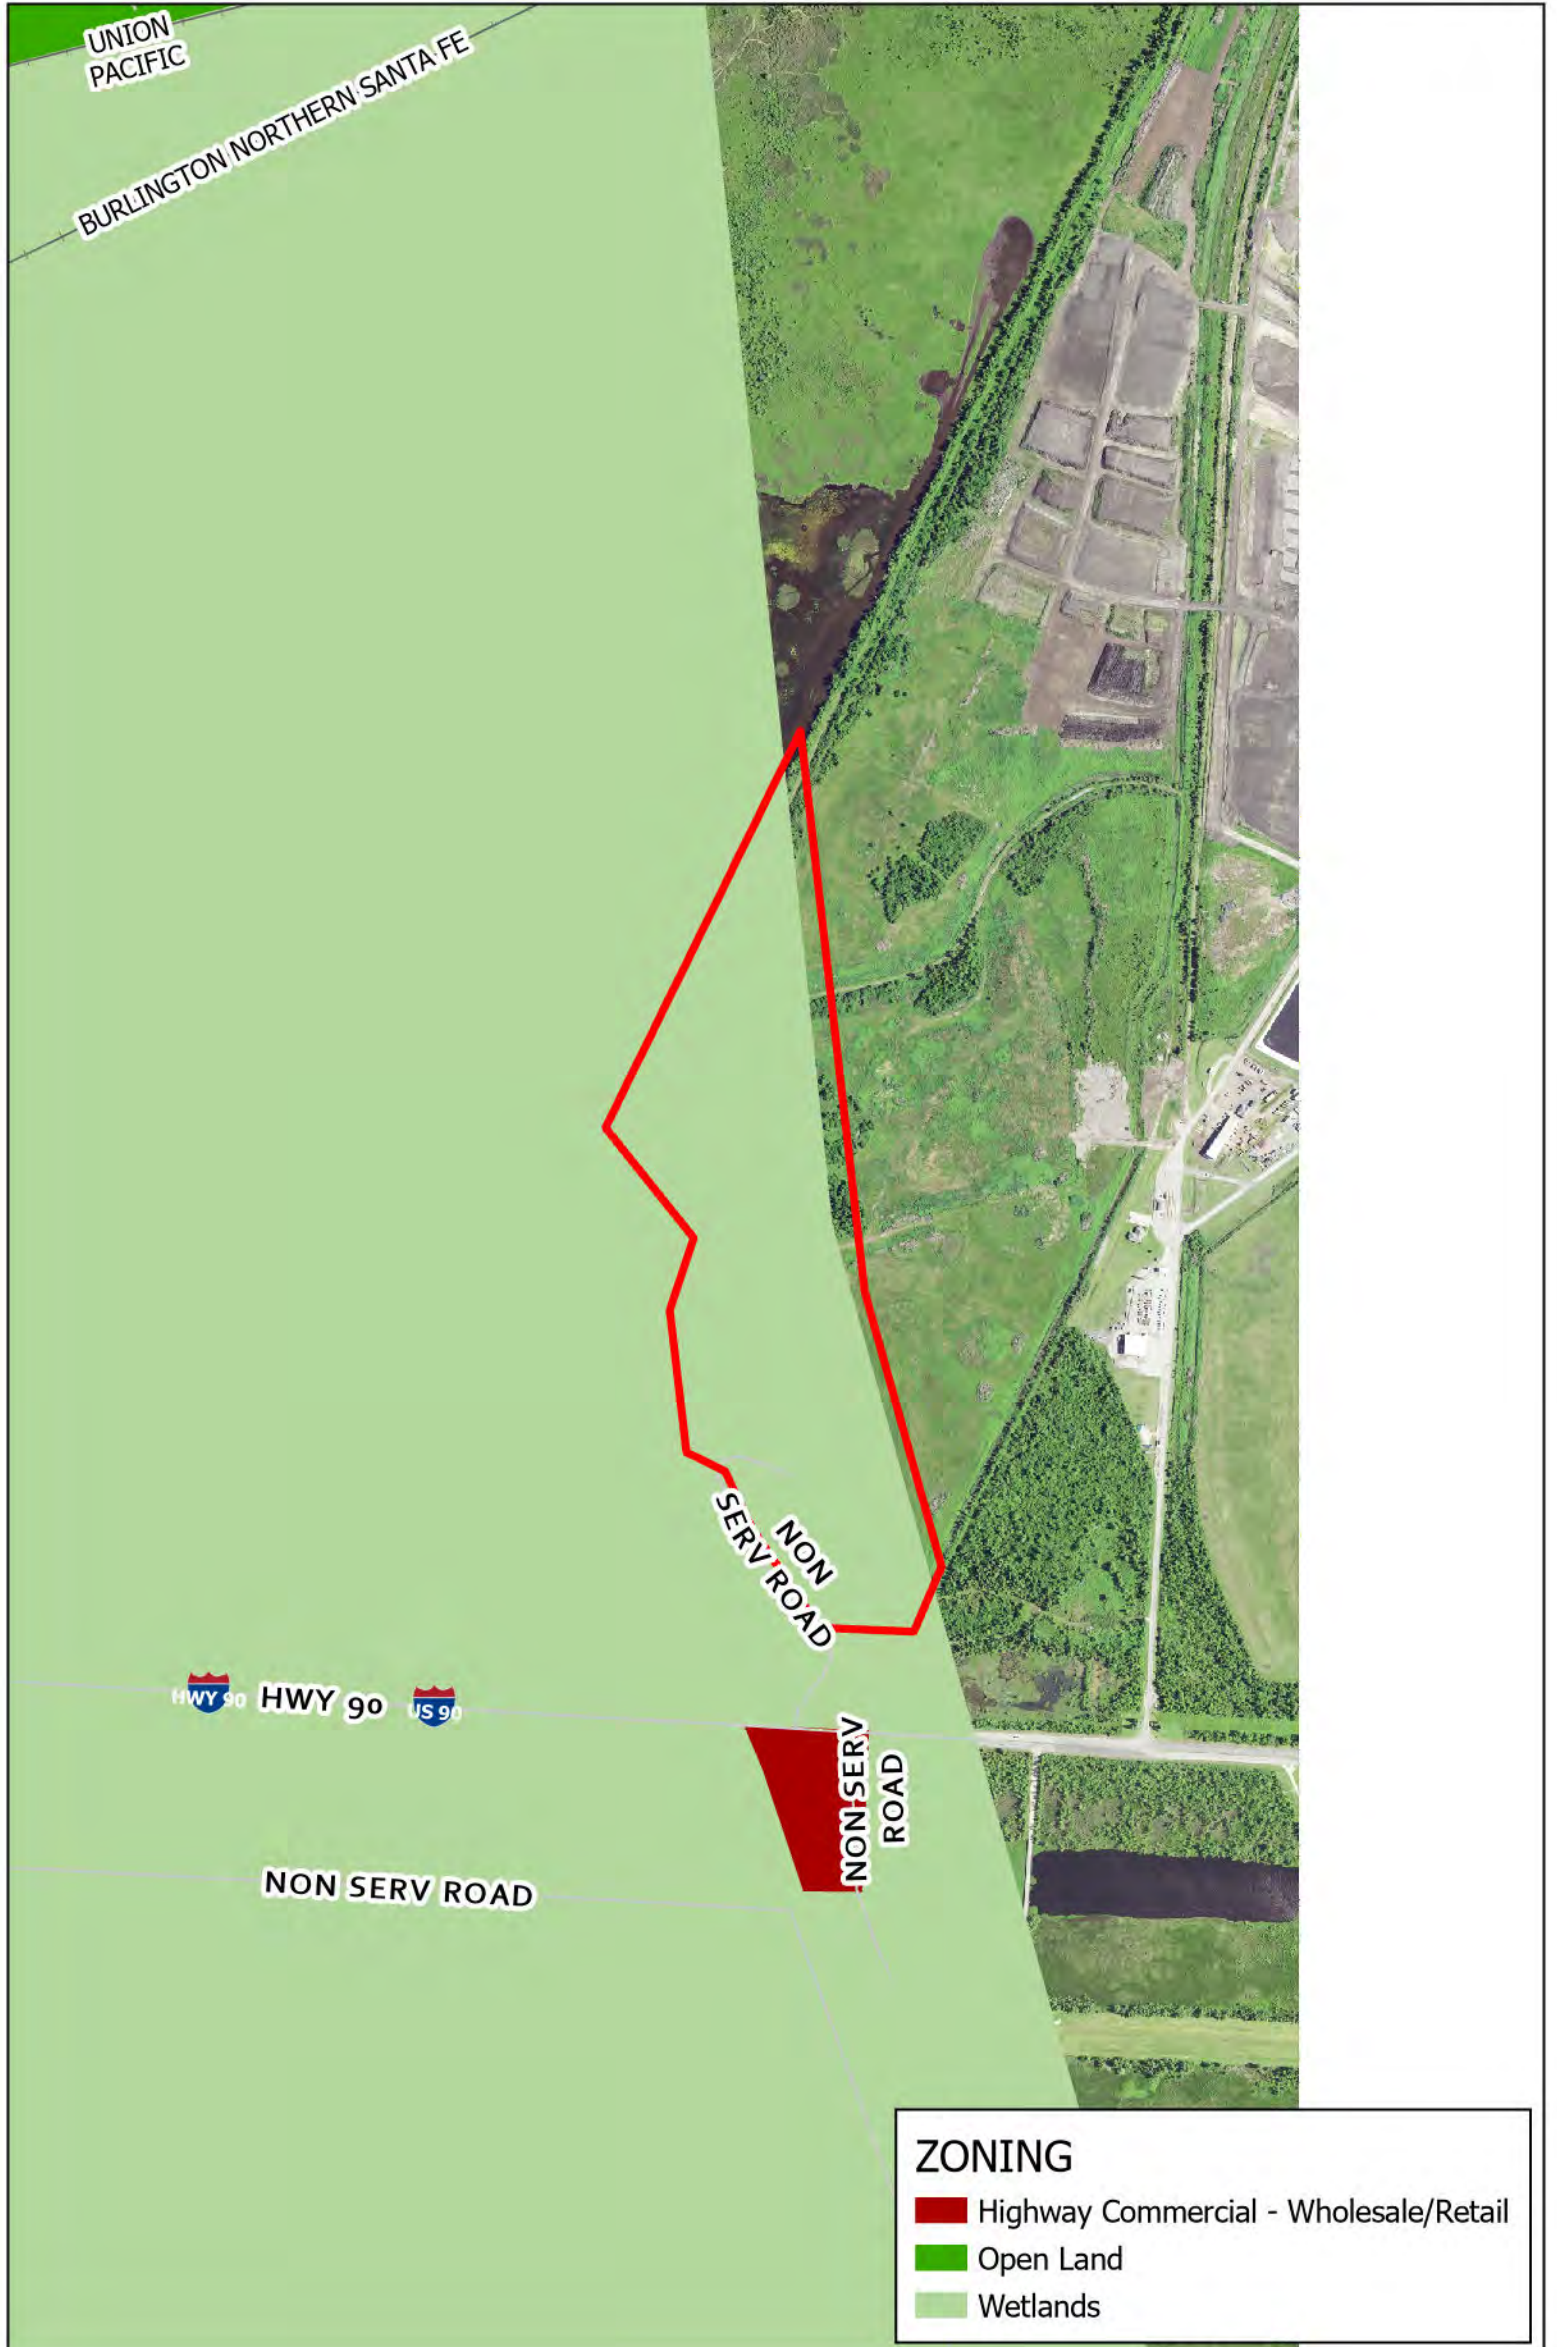 UNION
PACIFIC
BURLINGTON NORTHERN SANTA FE
NON
SERV ROAD
HWY 90
HWY 90
US 90
NON SERV
ROAD
NON SERV ROAD
ZONING
Highway Commercial - Wholesale/Retail
Open Land
Wetlands